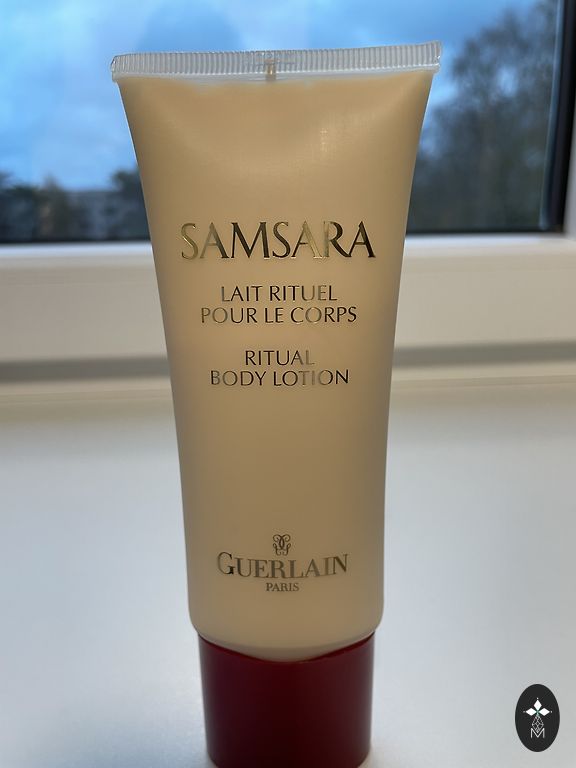 SAMSARA
LAIT RITUEL
POUR LE CORPS
RITUAL
BODY LOTION
GUERLAIN
PARIS
M